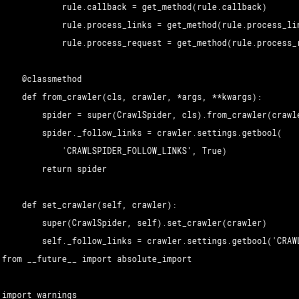 rule.callback = get_method(rule.callback)
rule.process_links = get_method(rule.process_lin
rule.process_request = get_method(rule.process_r
@classmethod
def from_crawler(cls, crawler, *args, **kwargs):
spider = super(CrawlSpider, cls).from_crawler(crawle
spider._follow_links = crawler.settings.getbool(
'CRAWLSPIDER_FOLLOW_LINKS', True)
return spider
def set_crawler(self, crawler):
super(CrawlSpider, self).set_crawler(crawler)
self._follow_links = crawler.settings.getbool('CRAWL
from __future__ import absolute_import
import warnings